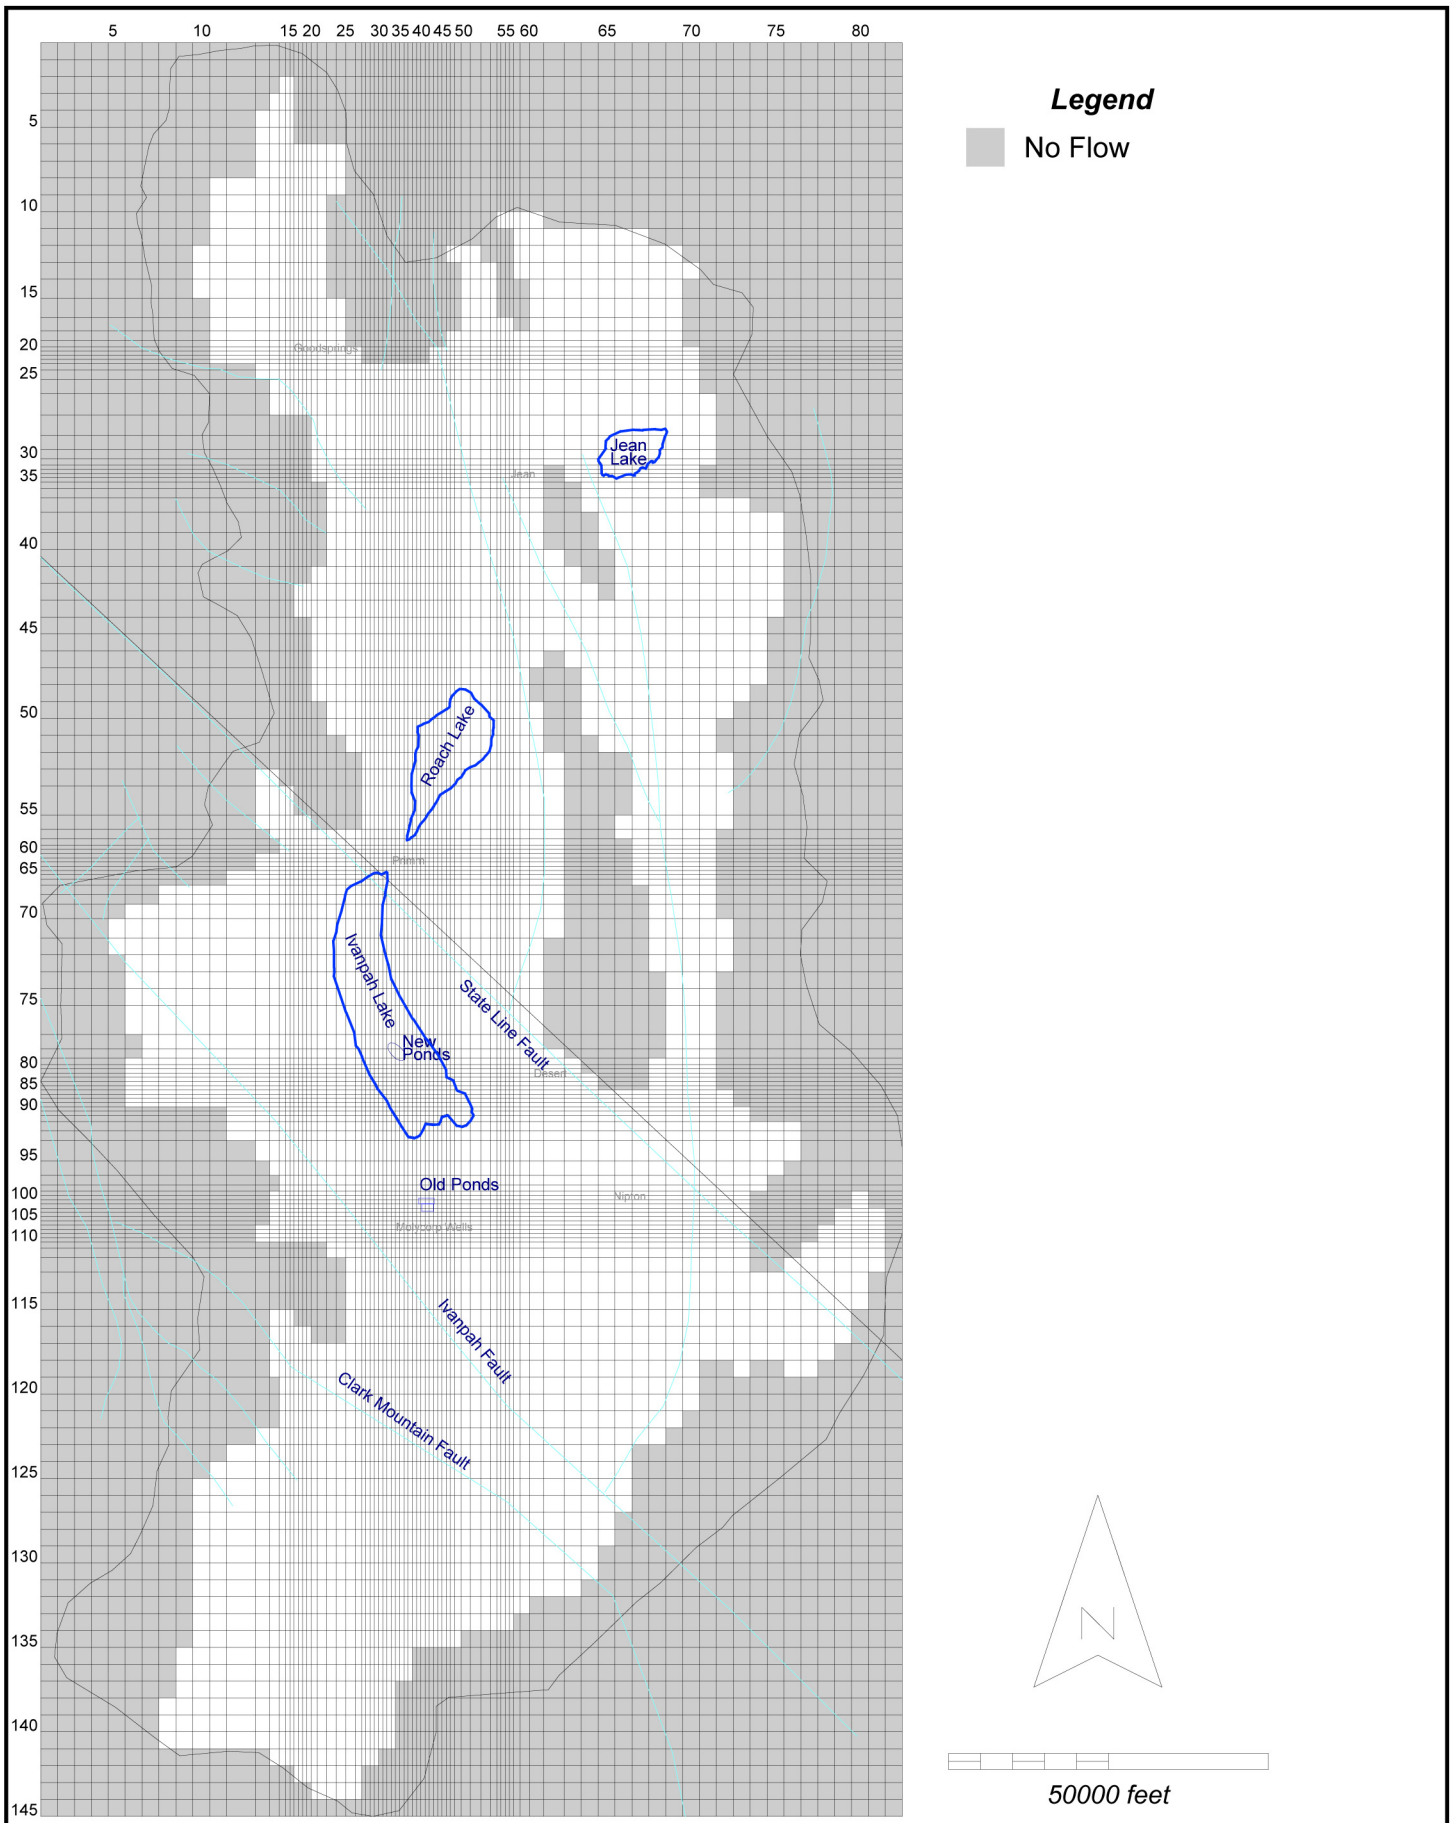 5 10 15 20 25 30 35 40 45 50 55 60 65 70 75 80
Legend
No Flow
5
10
15
20
25
30
35
40
45
50
55
60
65
70
75
80
85
90
95
100
105
110
115
120
125
130
135
140
145
Goodsprings
Jean
Lake
Jean
Roach Lake
Primm
Ivanpah Lake
State Line Fault
New
Ponds
Desert
Old Ponds
Nipton
Molycorp Wells
Ivanpah Fault
Clark Mountain Fault
N
50000 feet